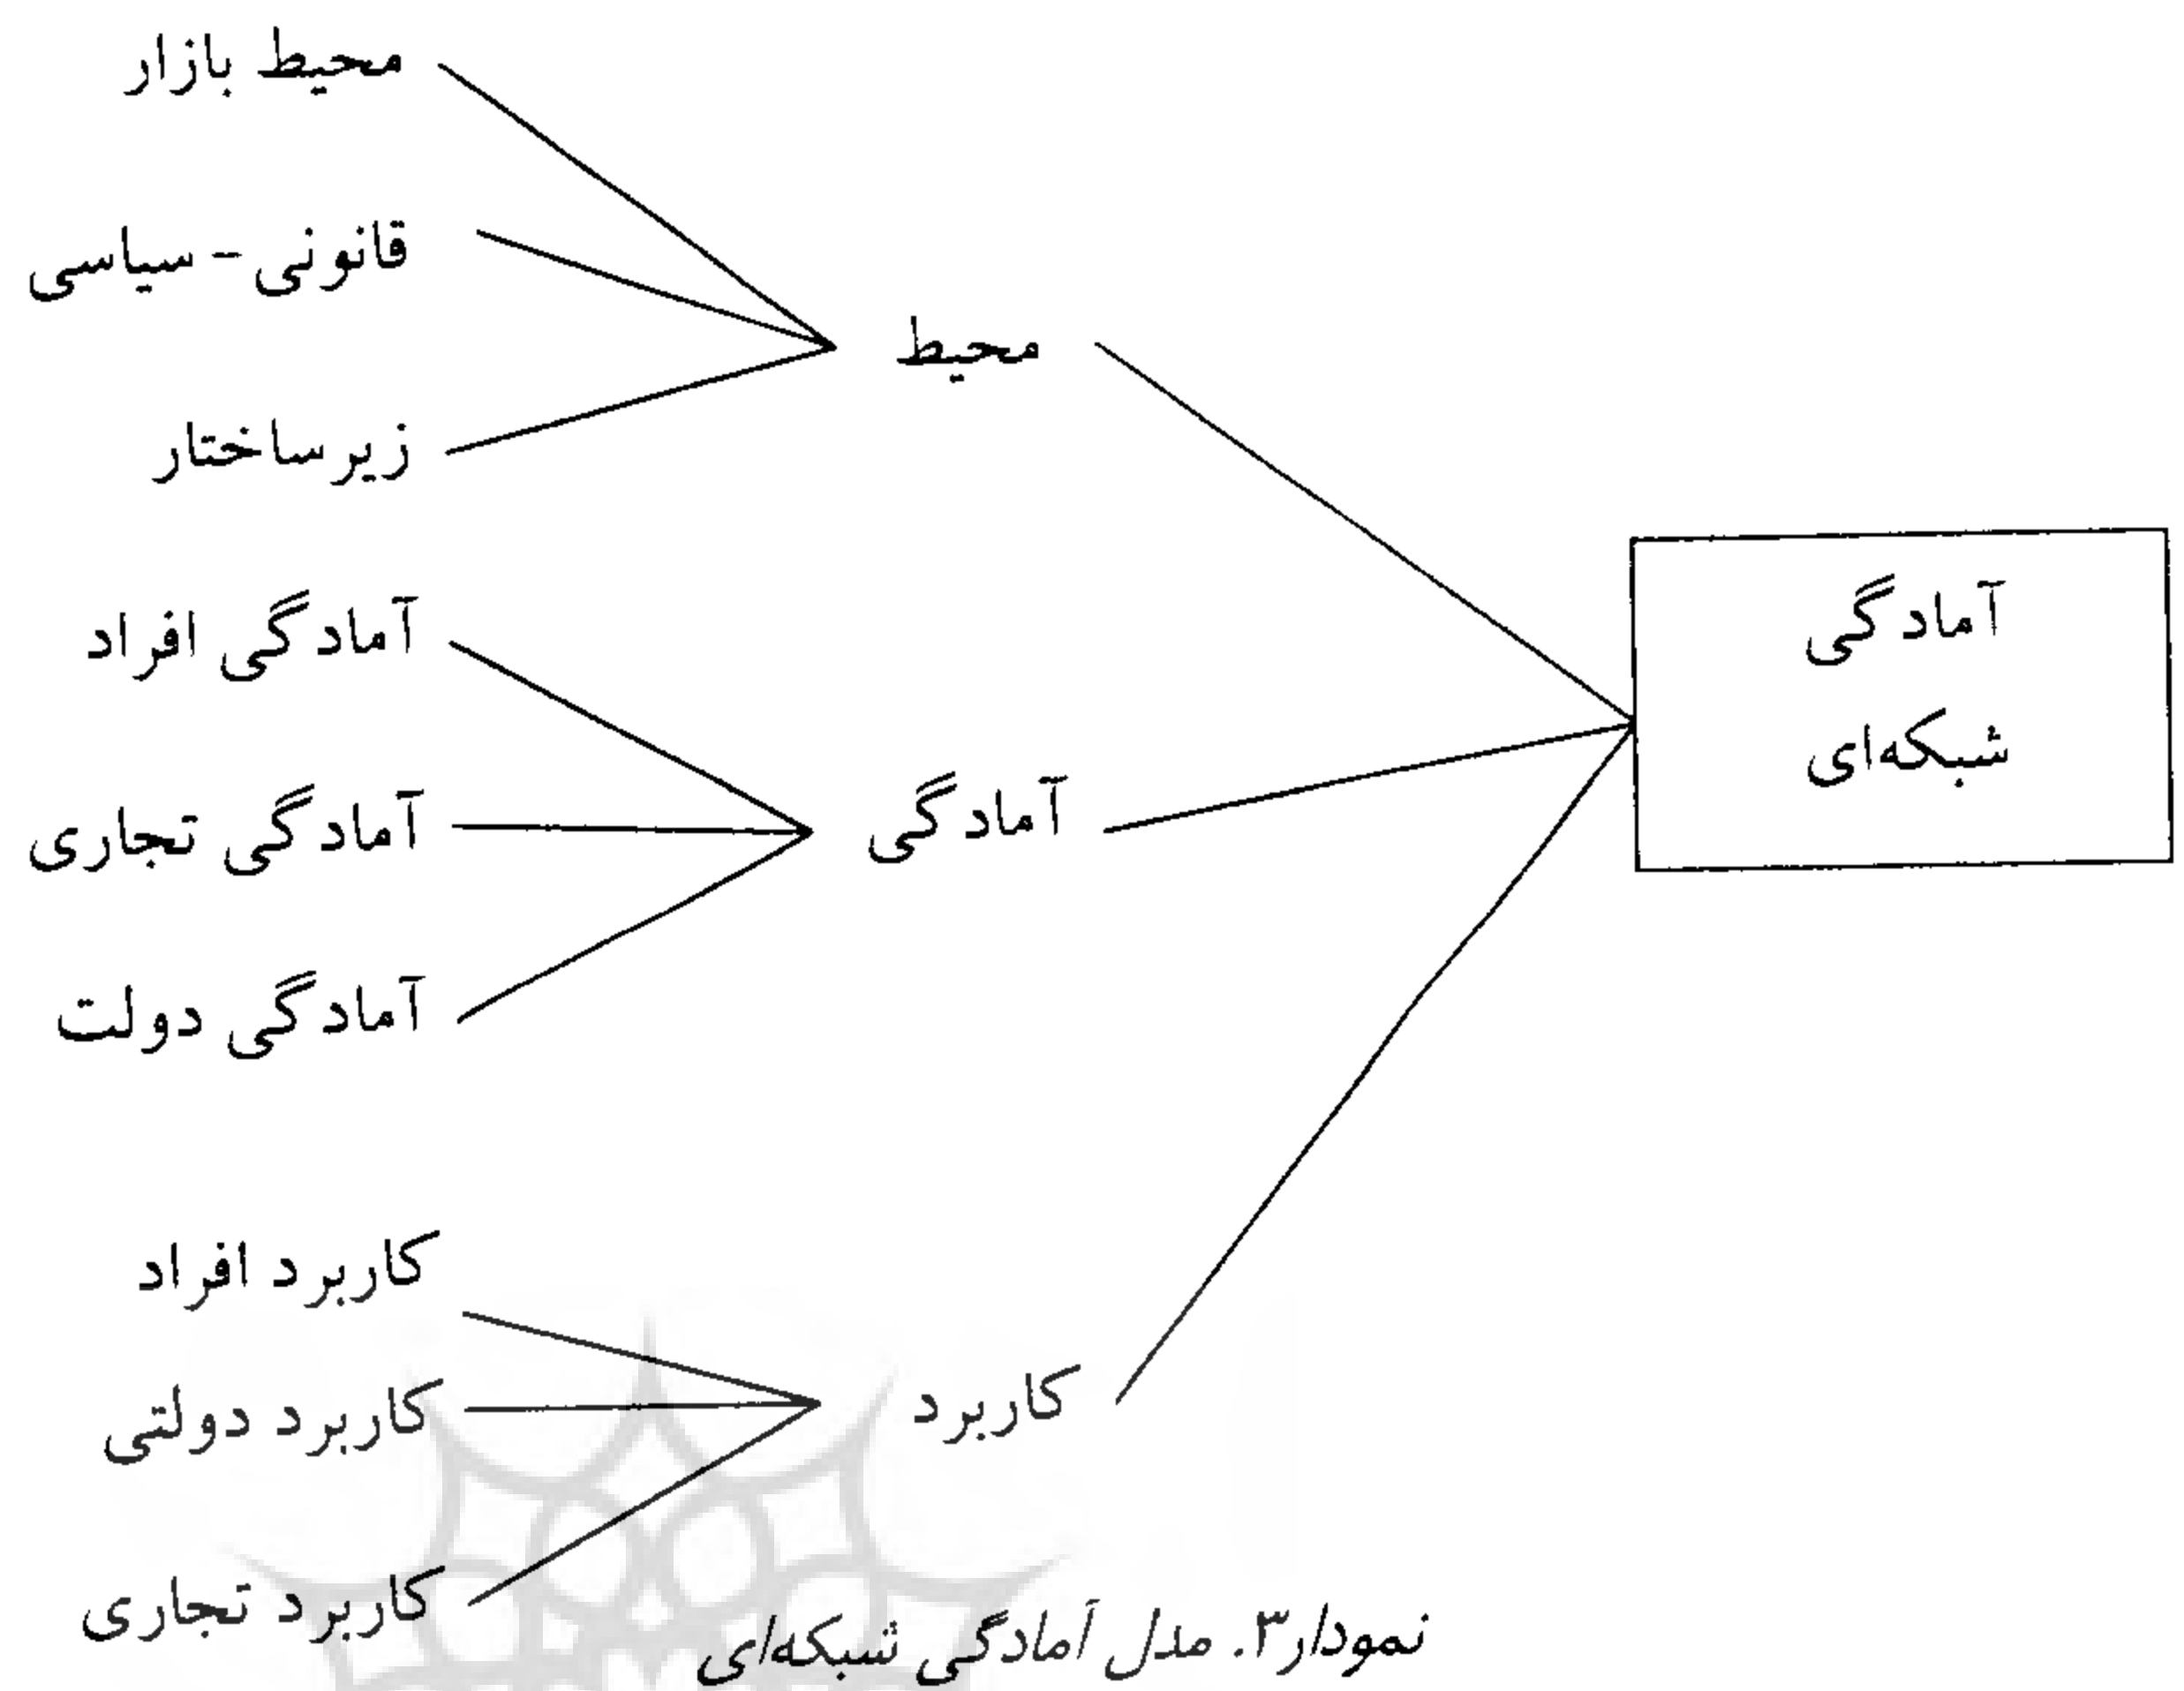 محیط بازار
قانونی - سیاسی
محیط
زیرساختار
آمادگی
شبکه‌ای
آمادگی افراد
آمادگی
آمادگی تجاری
آمادگی دولت
کاربرد افراد
کاربرد
کاربرد دولتی
کاربرد تجاری
نمودار۳. مدل آمادگی شبکه‌ای